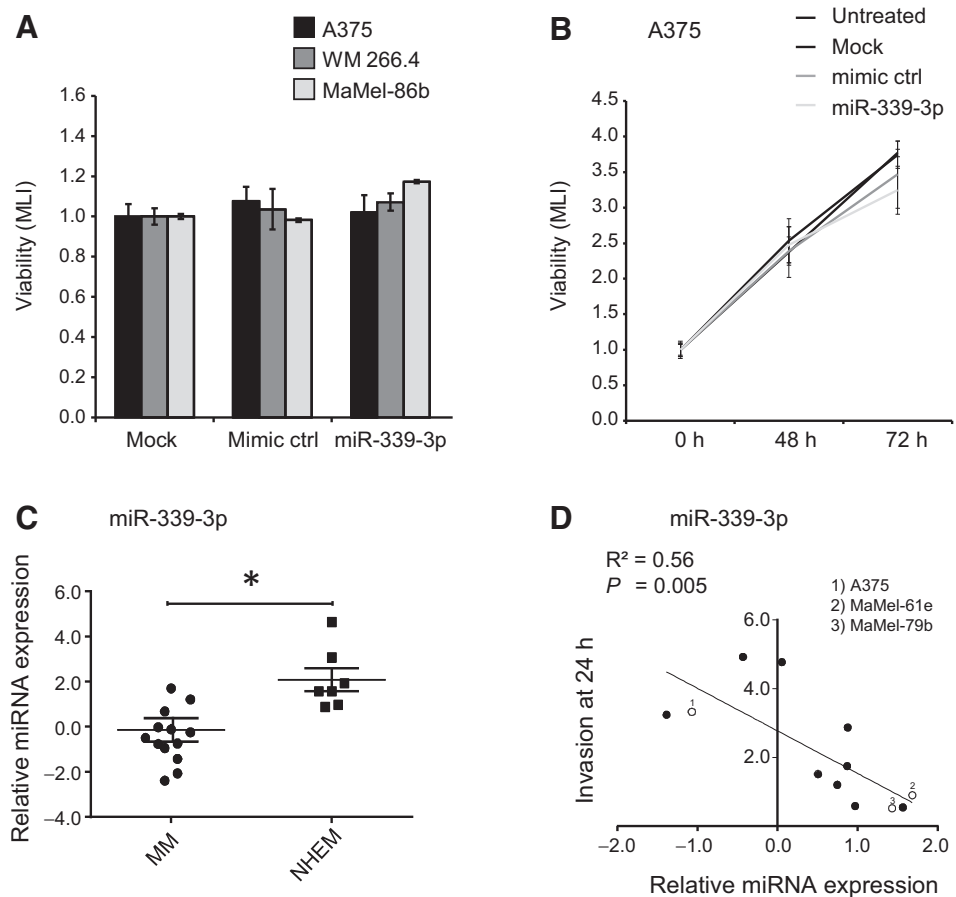 A
A375
WM 266.4
MaMel-86b
Viability (MLI)
1.6
1.4
1.2
1.0
0.8
0.6
0.4
0.2
0.0
Mock
Mimic ctrl
miR-339-3p
B
A375
Untreated
Mock
mimic ctrl
miR-339-3p
Viability (MLI)
4.5
4.0
3.5
3.0
2.5
2.0
1.5
1.0
0.5
0.0
0 h
48 h
72 h
C
miR-339-3p
Relative miRNA expression
*
6.0
4.0
2.0
0.0
−2.0
−4.0
MM
NHEM
D
miR-339-3p
R² = 0.56
P = 0.005
1) A375
2) MaMel-61e
3) MaMel-79b
Invasion at 24 h
6.0
4.0
2.0
1
2
3
−2.0
−1.0
0.0
1.0
2.0
Relative miRNA expression